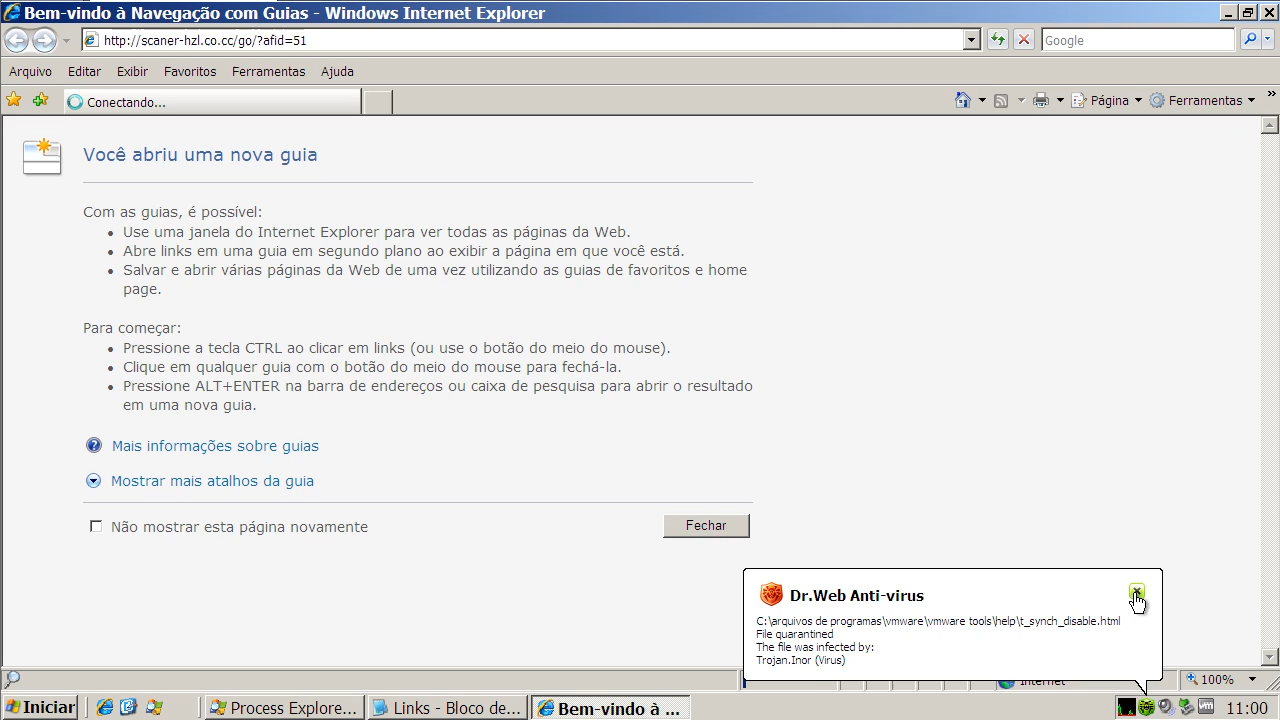 Bem-vindo à Navegação com Guias - Windows Internet Explorer
http://scaner-hzl.co.cc/go/?afid=51
Google
Arquivo Editar Exibir Favoritos Ferramentas Ajuda
Conectando...
Página Ferramentas »
Você abriu uma nova guia
Com as guias, é possível:
• Use uma janela do Internet Explorer para ver todas as páginas da Web.
• Abre links em uma guia em segundo plano ao exibir a página em que você está.
• Salvar e abrir várias páginas da Web de uma vez utilizando as guias de favoritos e home
page.
Para começar:
• Pressione a tecla CTRL ao clicar em links (ou use o botão do meio do mouse).
• Clique em qualquer guia com o botão do meio do mouse para fechá-la.
• Pressione ALT+ENTER na barra de endereços ou caixa de pesquisa para abrir o resultado
em uma nova guia.
Mais informações sobre guias
Mostrar mais atalhos da guia
Não mostrar esta página novamente
Fechar
Dr.Web Anti-virus
C:\arquivos de programas\vmware\vmware tools\help\t_synch_disable.html
File quarantined
The file was infected by:
Trojan.Inor (Virus)
Internet
100%
Iniciar
Process Explore...
Links - Bloco de...
Bem-vindo à ...
11:00